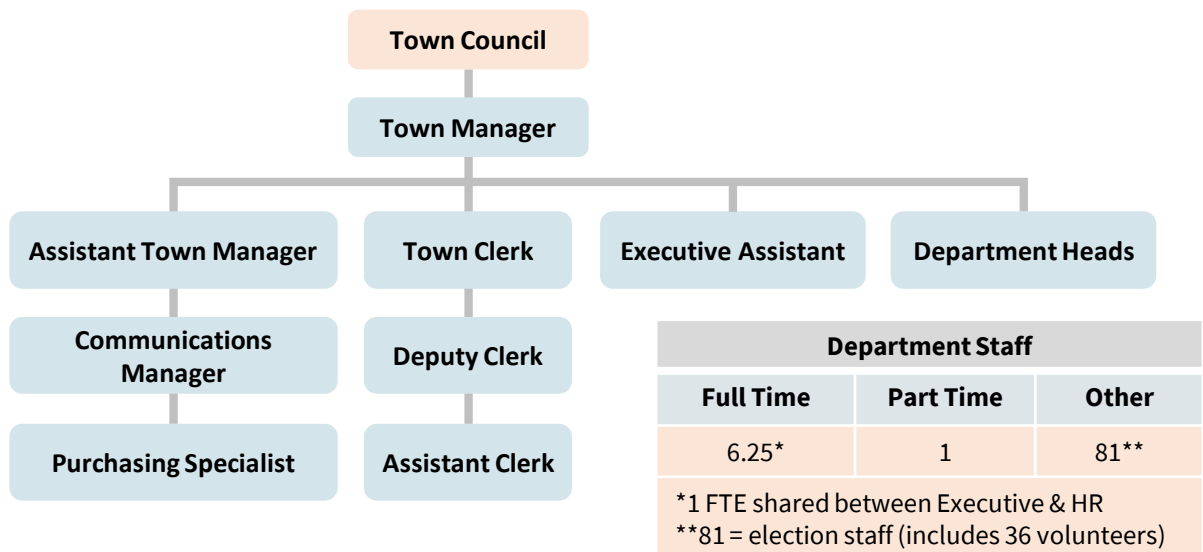 Town Council
Town Manager
Assistant Town Manager
Town Clerk
Executive Assistant
Department Heads
Communications
Manager
Deputy Clerk
Purchasing Specialist
Assistant Clerk
Department Staff
Full Time Part Time Other
6.25* 1 81**
*1 FTE shared between Executive & HR
**81 = election staff (includes 36 volunteers)